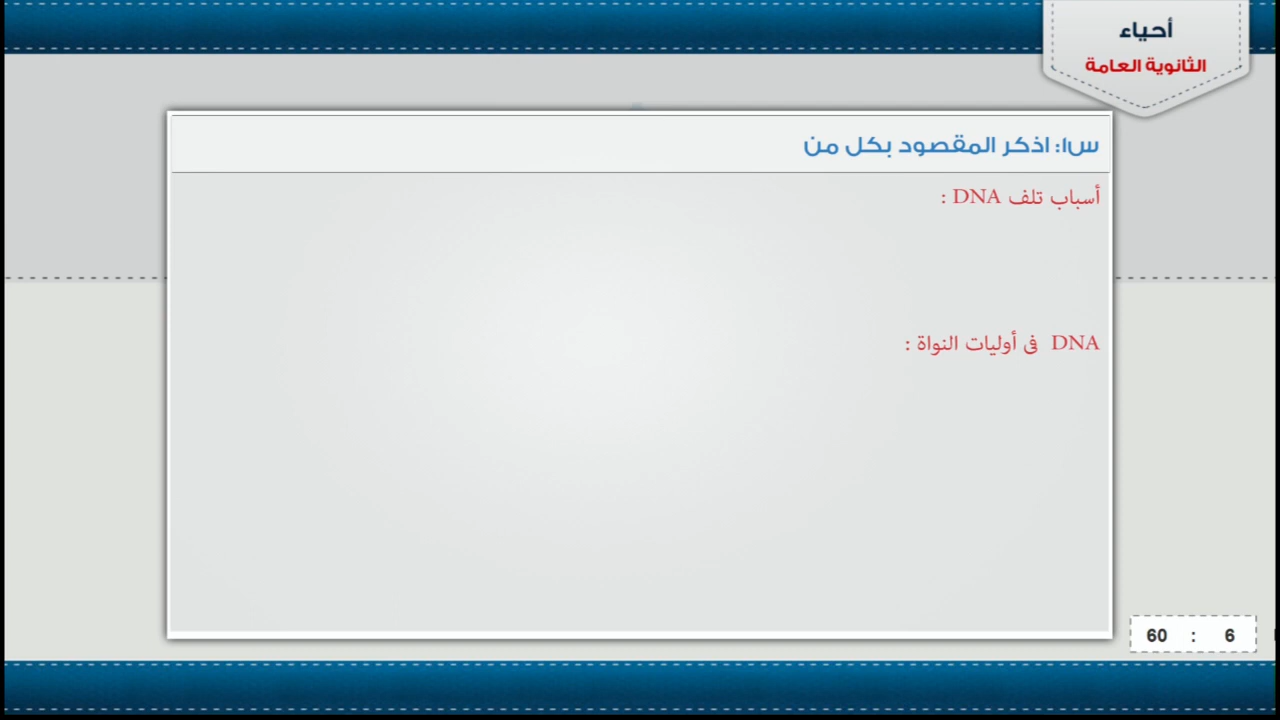 أحياء
الثانوية العامة
س١: اذكر المقصود بكل من
أسباب تلف DNA :
DNA فى أوليات النواة :
60 : 6